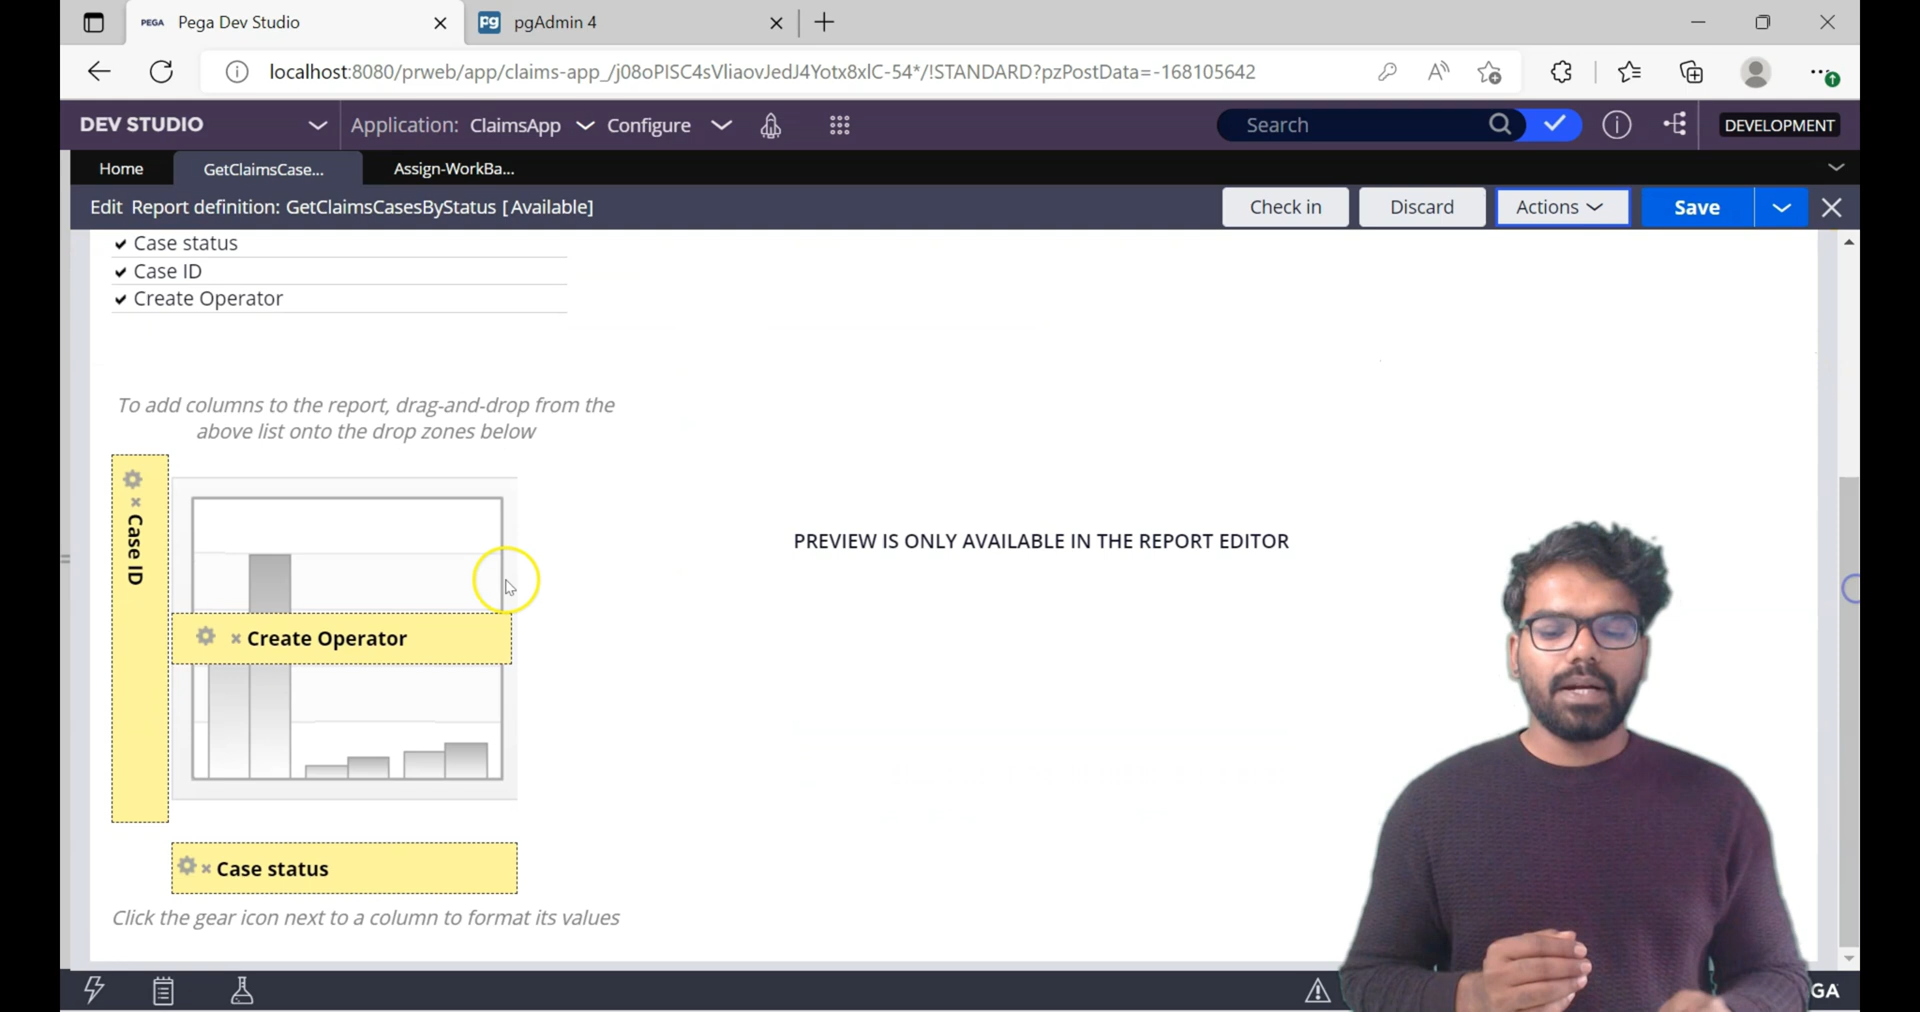 PEGA Pega Dev Studio
Pg pgAdmin 4
localhost:8080/prweb/app/claims-app_/j08oPISC4sVliaovJedJ4Yotx8xlC-54*/!STANDARD?pzPostData=-168105642
DEV STUDIO
Application: ClaimsApp
Configure
Search
DEVELOPMENT
Home
GetClaimsCase...
Assign-WorkBa...
Edit Report definition: GetClaimsCasesByStatus [Available]
Check in
Discard
Actions
Save
Case status
Case ID
Create Operator
To add columns to the report, drag-and-drop from the
above list onto the drop zones below
Case ID
Create Operator
Case status
Click the gear icon next to a column to format its values
PREVIEW IS ONLY AVAILABLE IN THE REPORT EDITOR
GA